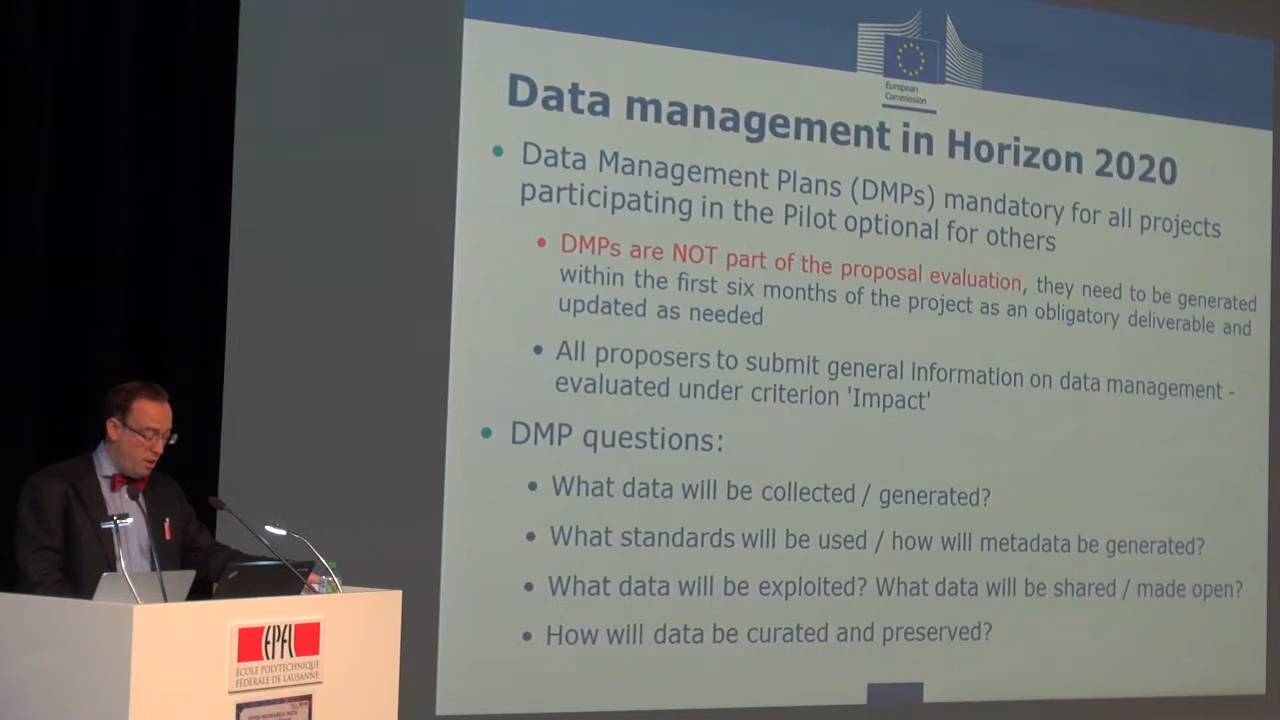 European
Commission
Data management in Horizon 2020
• Data Management Plans (DMPs) mandatory for all projects
participating in the Pilot optional for others
• DMPs are NOT part of the proposal evaluation, they need to be generated
within the first six months of the project as an obligatory deliverable and
updated as needed
• All proposers to submit general information on data management -
evaluated under criterion 'Impact'
• DMP questions:
• What data will be collected / generated?
• What standards will be used / how will metadata be generated?
• What data will be exploited? What data will be shared / made open?
• How will data be curated and preserved?
EPFL
ÉCOLE POLYTECHNIQUE
FÉDÉRALE DE LAUSANNE
OPEN RESEARCH DATA